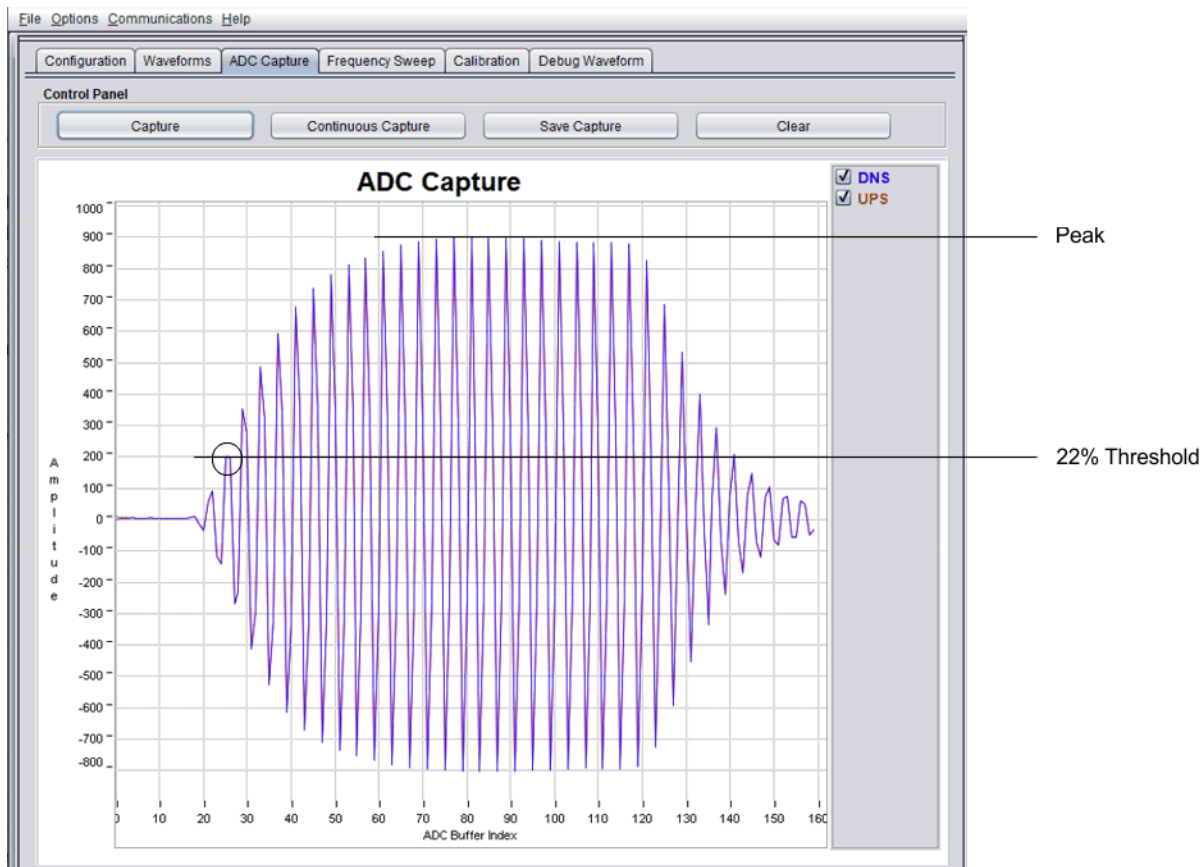 File Options Communications Help
Configuration Waveforms ADC Capture Frequency Sweep Calibration Debug Waveform
Control Panel
Capture Continuous Capture Save Capture Clear
ADC Capture
DNS
UPS
1000
900
800
700
600
500
400
300
200
100
0
-100
-200
-300
-400
-500
-600
-700
-800
Amplitude
0 10 20 30 40 50 60 70 80 90 100 110 120 130 140 150 160
ADC Buffer Index
Peak
22% Threshold